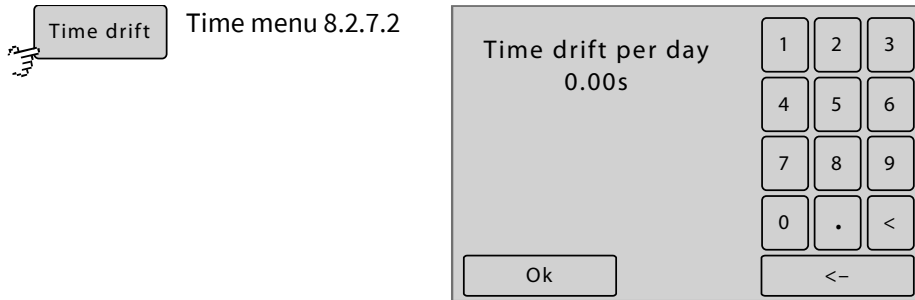 Time drift
Time menu 8.2.7.2
Time drift per day
0.00s
1 2 3
4 5 6
7 8 9
0 . <
Ok
<–